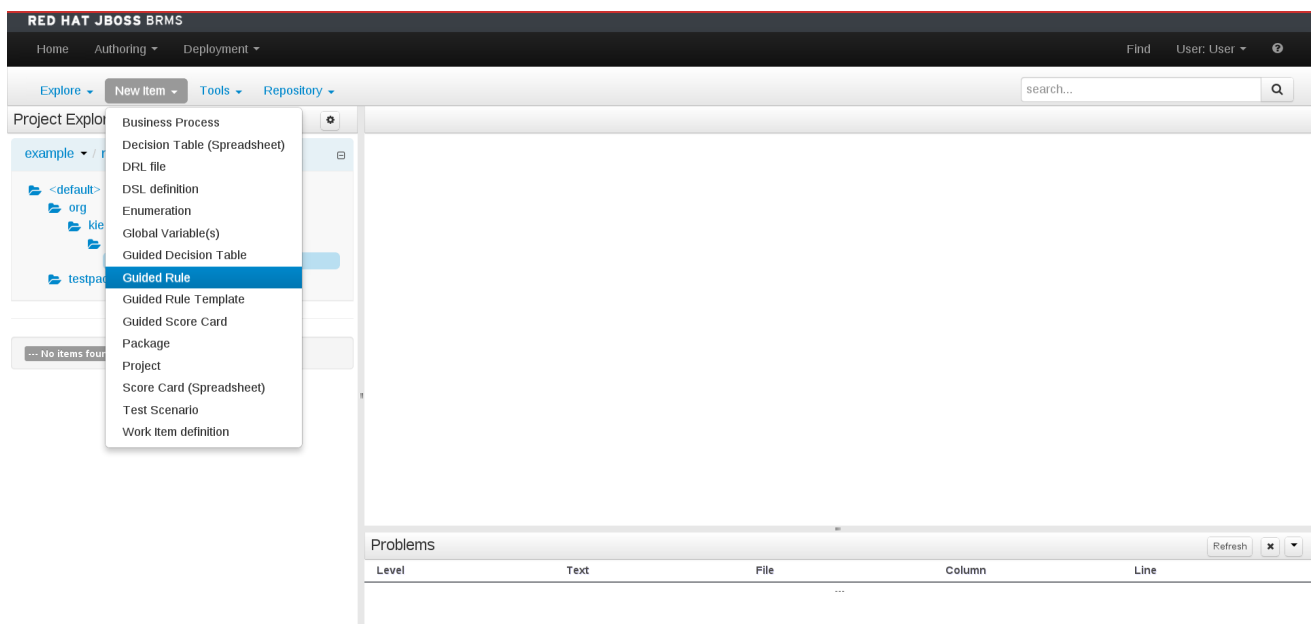 RED HAT JBOSS BRMS
Home Authoring Deployment Find User: User
Explore New Item Tools Repository search...
Project Explor
Business Process
Decision Table (Spreadsheet)
example / r
DRL file
<default>
DSL definition
org
Enumeration
kie
Global Variable(s)
Guided Decision Table
testpac
Guided Rule
Guided Rule Template
Guided Score Card
Package
--- No items four
Project
Score Card (Spreadsheet)
Test Scenario
Work Item definition
Problems Refresh
Level Text File Column Line
---